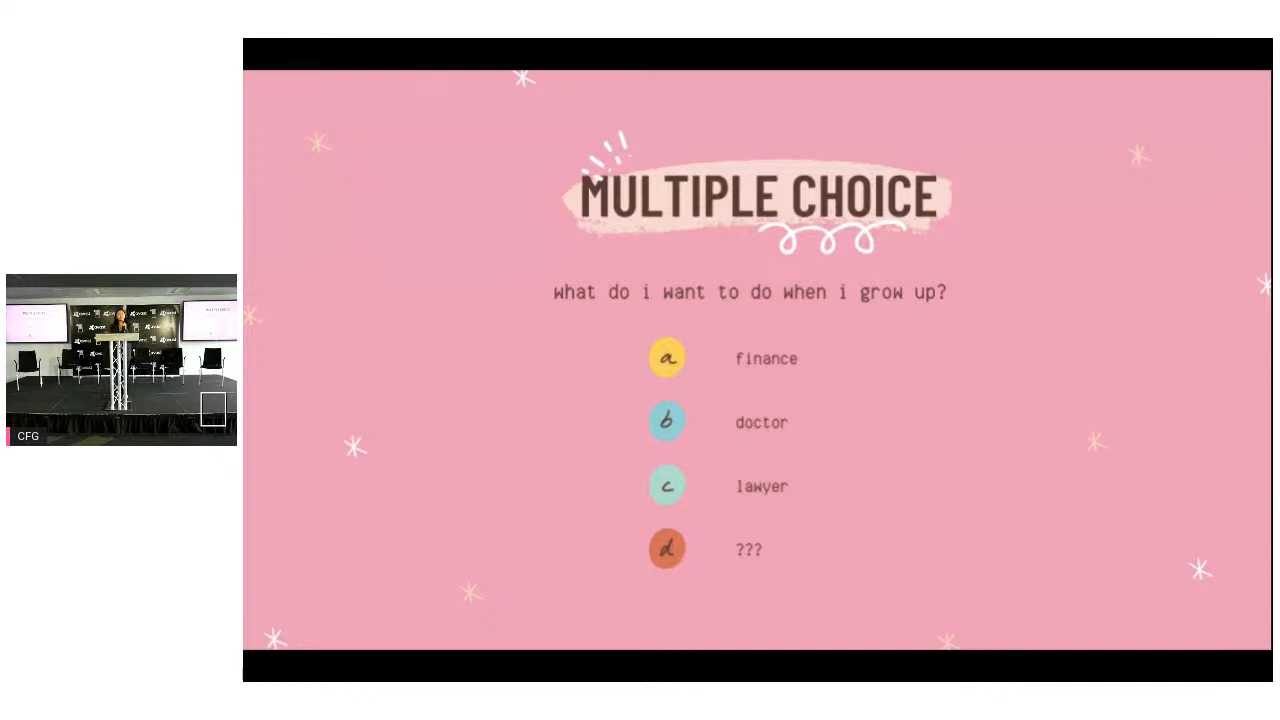 MULTIPLE CHOICE
what do i want to do when i grow up?
a finance
b doctor
c lawyer
d ???
CFG